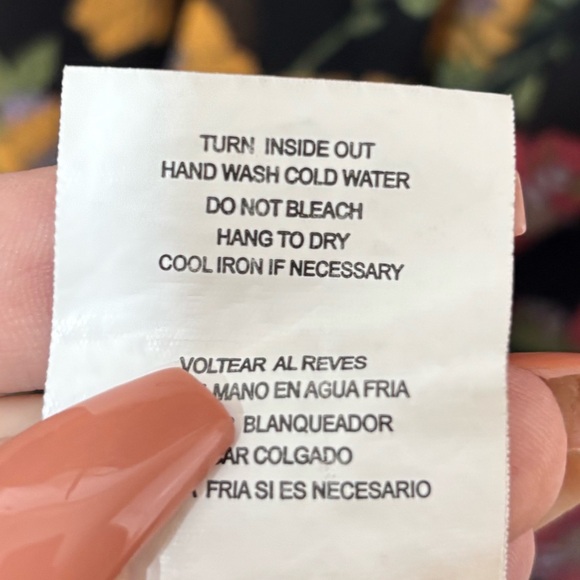 TURN INSIDE OUT
HAND WASH COLD WATER
DO NOT BLEACH
HANG TO DRY
COOL IRON IF NECESSARY
VOLTEAR AL REVES
MANO EN AGUA FRIA
BLANQUEADOR
COLGADO
FRIA SI ES NECESARIO